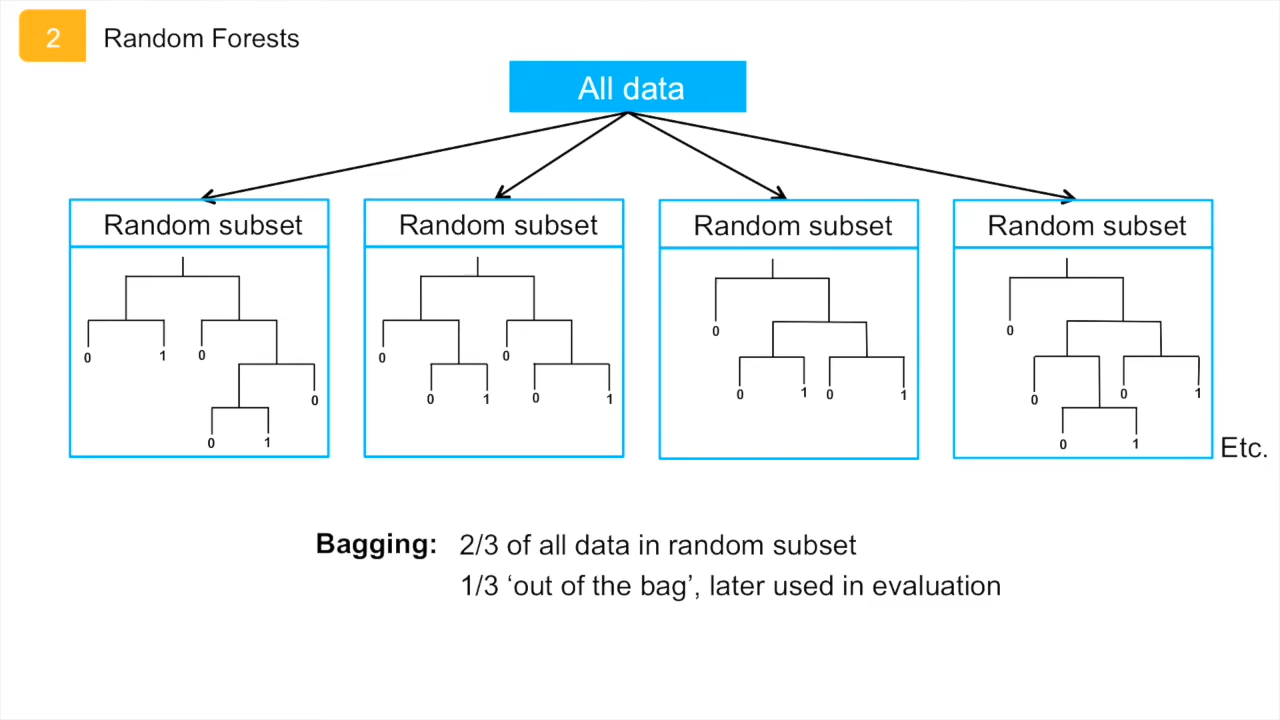 2 Random Forests
All data
Random subset Random subset Random subset Random subset
0 1 0 0 0 1
0 0 1 0 0 1
0 0 1 0 1
0 0 0 1 0 1
Etc.
Bagging: 2/3 of all data in random subset
1/3 ‘out of the bag’, later used in evaluation